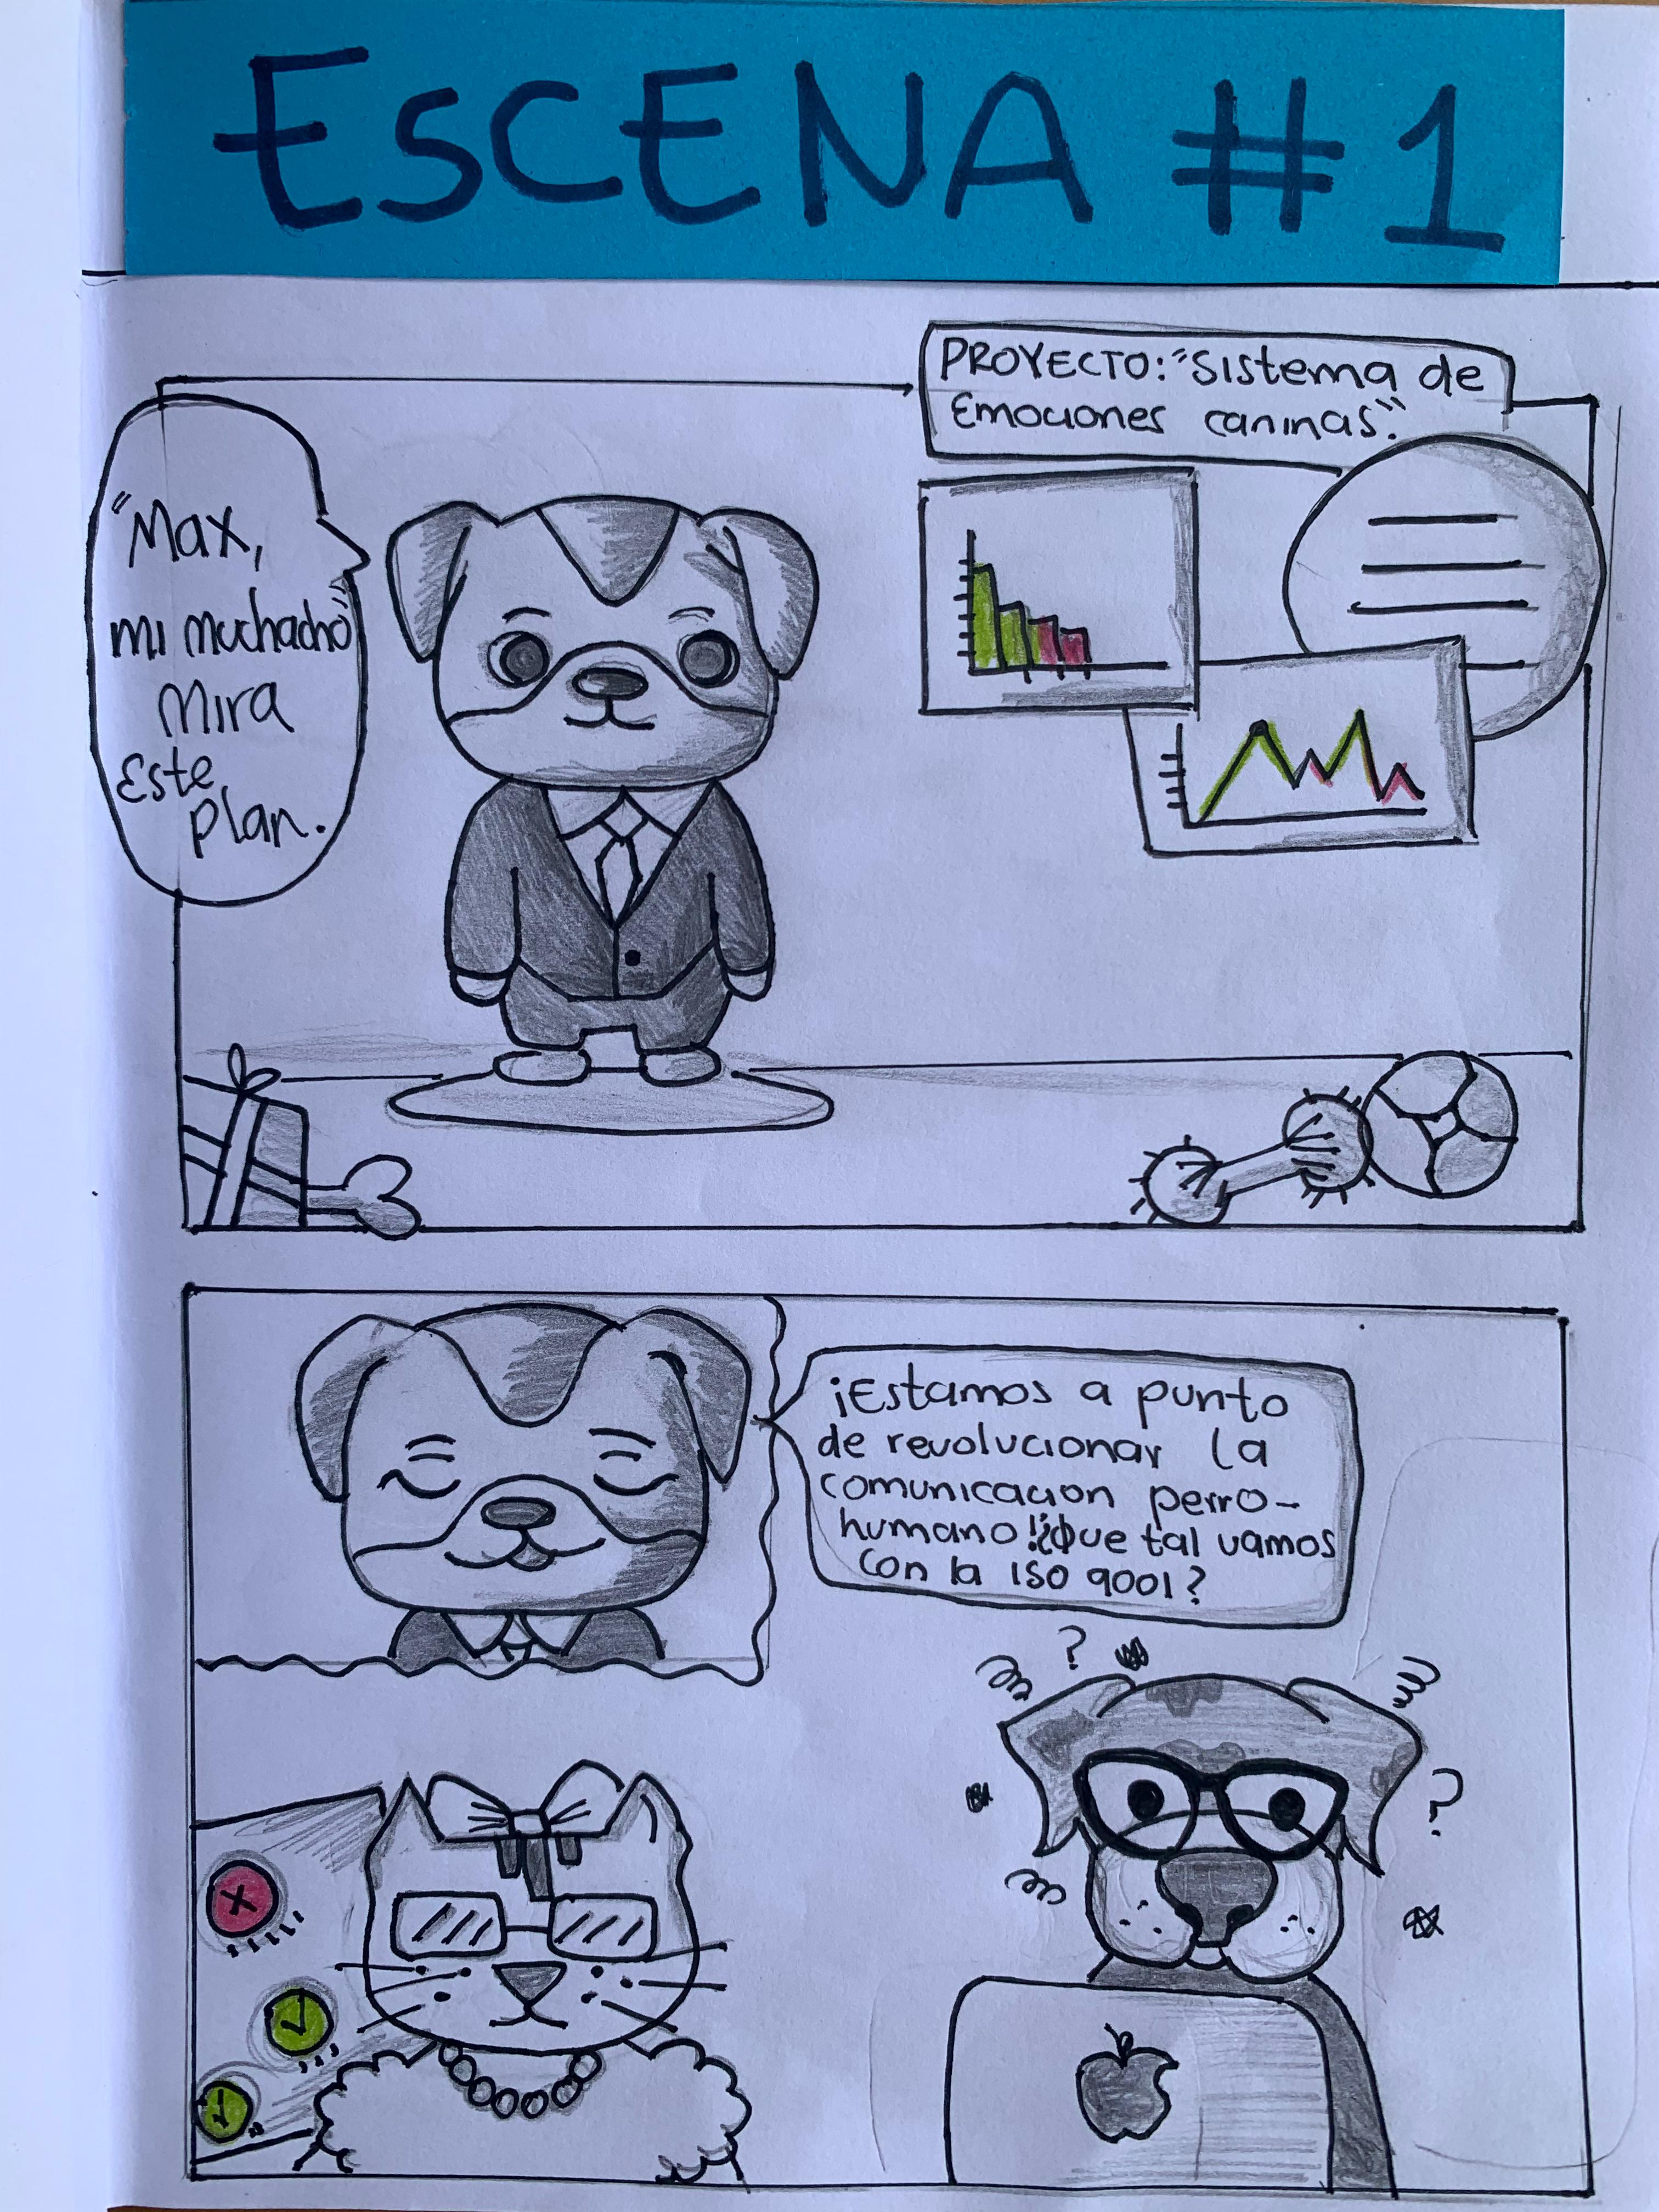 ESCENA #1
PROYECTO: "Sistema de
Emociones caninas."
"Max,
mi muchacho"
Mira
Este
plan.
¡Estamos a punto
de revolucionar la
comunicacion perro-
humano!¿Que tal vamos
con la ISO 9001?
?
?